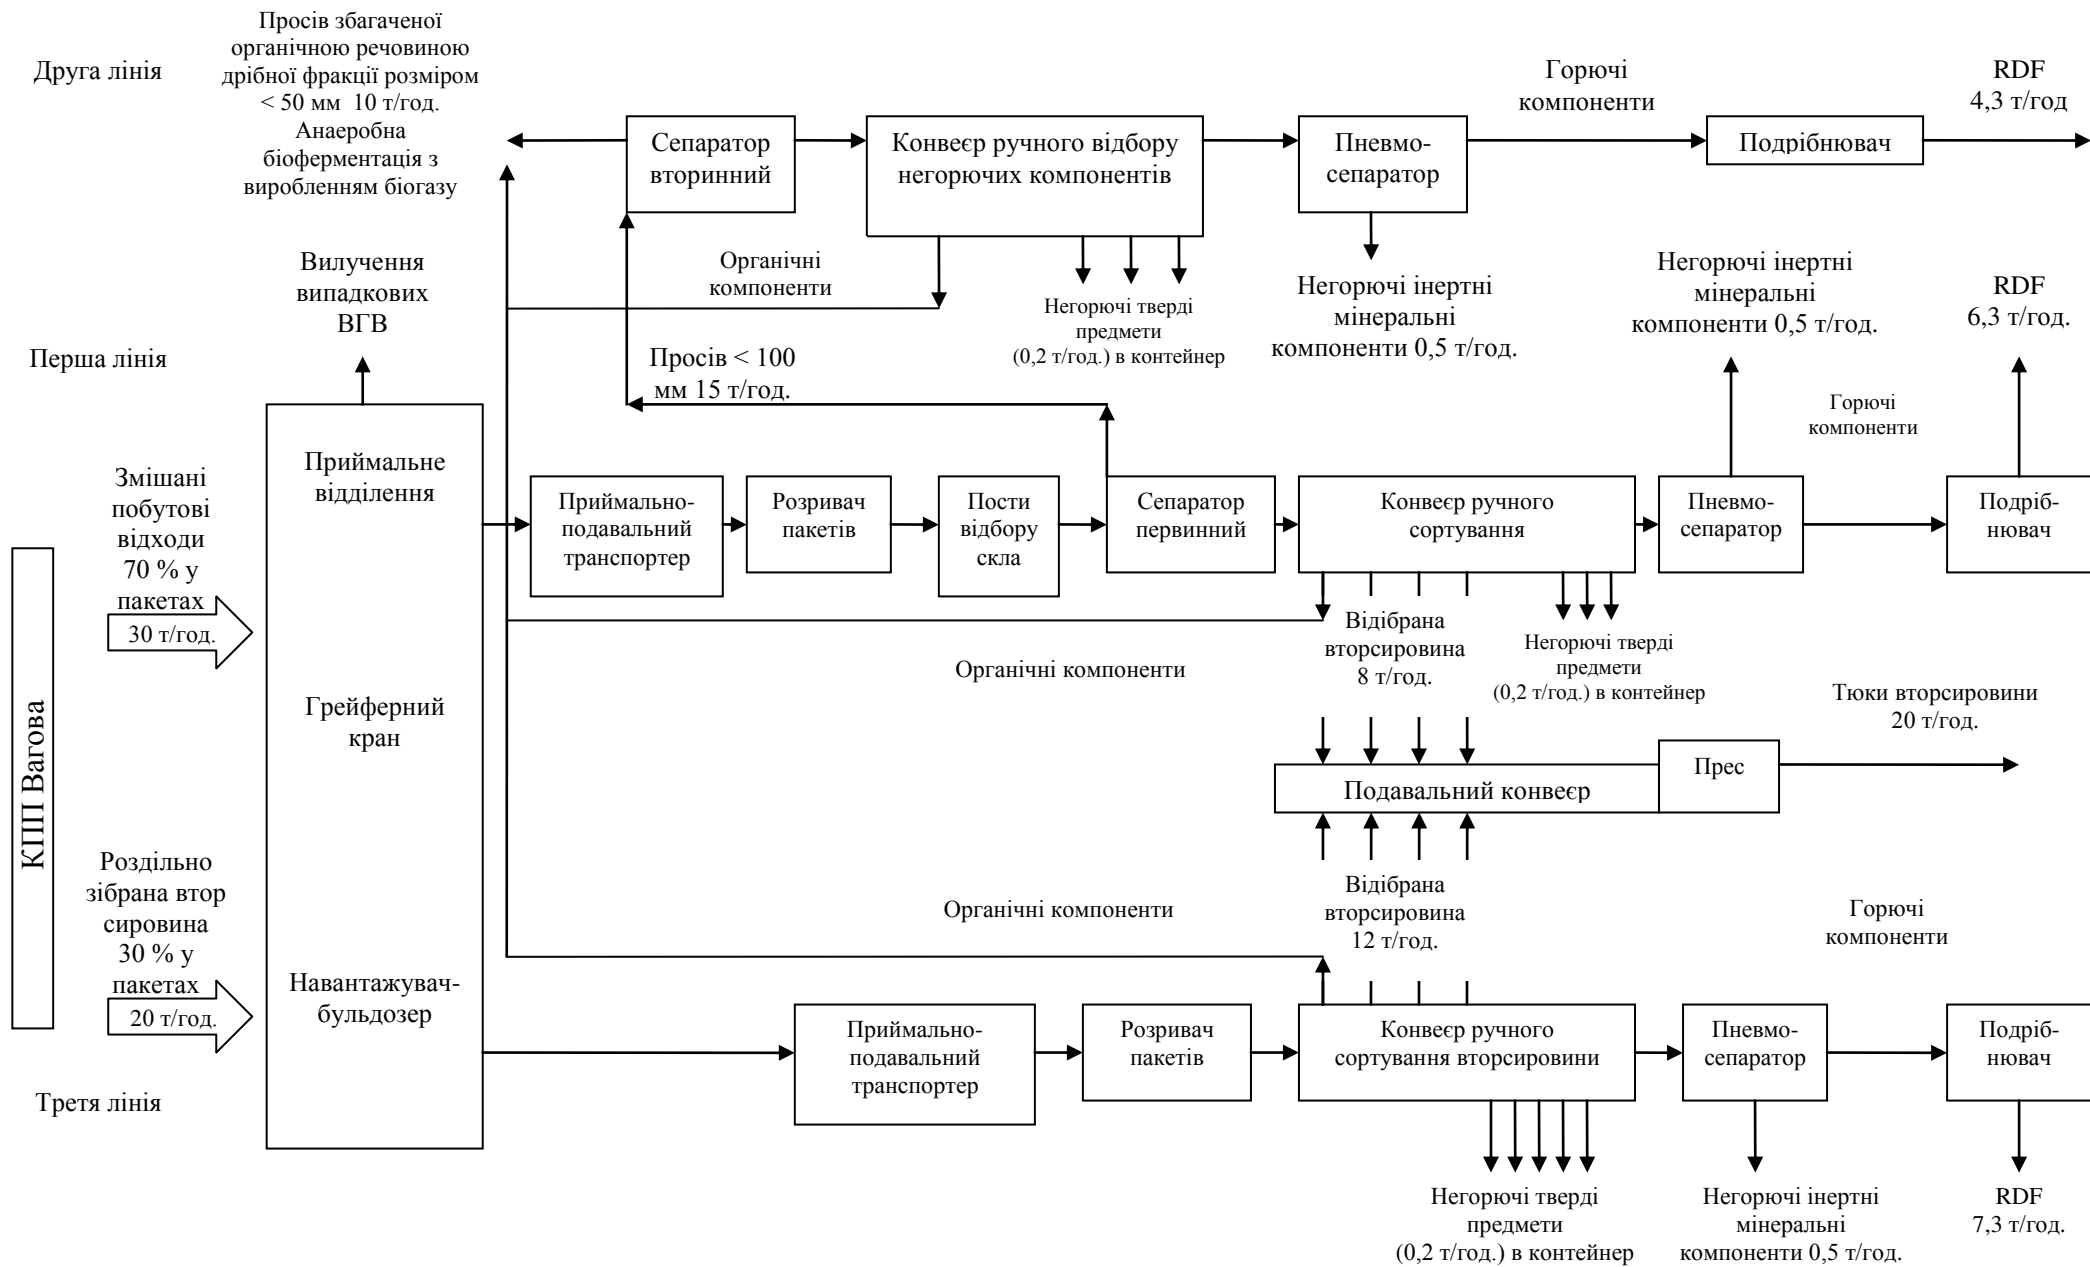 Друга лінія
Просів збагаченої
органічною речовиною
дрібної фракції розміром
< 50 мм 10 т/год.
Анаеробна
біоферментація з
виробленням біогазу
Сепаратор
вторинний
Конвеєр ручного відбору
негорючих компонентів
Пневмо-
сепаратор
Горючі
компоненти
Подрібнювач
RDF
4,3 т/год
Органічні
компоненти
Негорючі тверді
предмети
(0,2 т/год.) в контейнер
Негорючі інертні
мінеральні
компоненти 0,5 т/год.
Негорючі інертні
мінеральні
компоненти 0,5 т/год.
RDF
6,3 т/год.
Вилучення
випадкових
ВГВ
Перша лінія
Просів < 100
мм 15 т/год.
Горючі
компоненти
Змішані
побутові
відходи
70 % у
пакетах
30 т/год.
Приймальне
відділення
Грейферний
кран
Навантажувач-
бульдозер
Приймально-
подавальний
транспортер
Розривач
пакетів
Пости
відбору
скла
Сепаратор
первинний
Конвеєр ручного
сортування
Пневмо-
сепаратор
Подріб-
нювач
Органічні компоненти
Відібрана
вторсировина
8 т/год.
Негорючі тверді
предмети
(0,2 т/год.) в контейнер
Тюки вторсировини
20 т/год.
КПП Вагова
Подавальний конвеєр
Прес
Роздільно
зібрана втор
сировина
30 % у
пакетах
20 т/год.
Органічні компоненти
Відібрана
вторсировина
12 т/год.
Горючі
компоненти
Третя лінія
Приймально-
подавальний
транспортер
Розривач
пакетів
Конвеєр ручного
сортування вторсировини
Пневмо-
сепаратор
Подріб-
нювач
Негорючі тверді
предмети
(0,2 т/год.) в контейнер
Негорючі інертні
мінеральні
компоненти 0,5 т/год.
RDF
7,3 т/год.